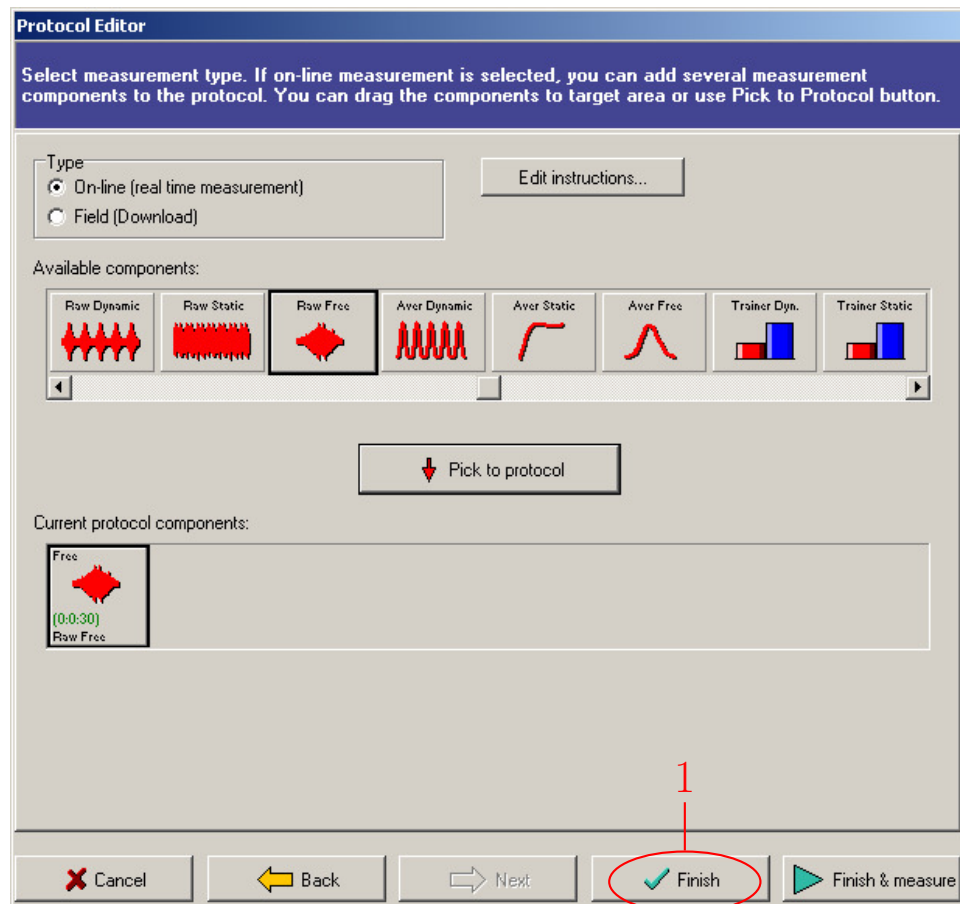 Protocol Editor
Select measurement type. If on-line measurement is selected, you can add several measurement
components to the protocol. You can drag the components to target area or use Pick to Protocol button.
Type
On-line (real time measurement)
Field (Download)
Edit instructions...
Available components:
Raw Dynamic
Raw Static
Raw Free
Aver Dynamic
Aver Static
Aver Free
Trainer Dyn.
Trainer Static
Pick to protocol
Current protocol components:
Free
(0:0:30)
Raw Free
1
Cancel
Back
Next
Finish
Finish & measure